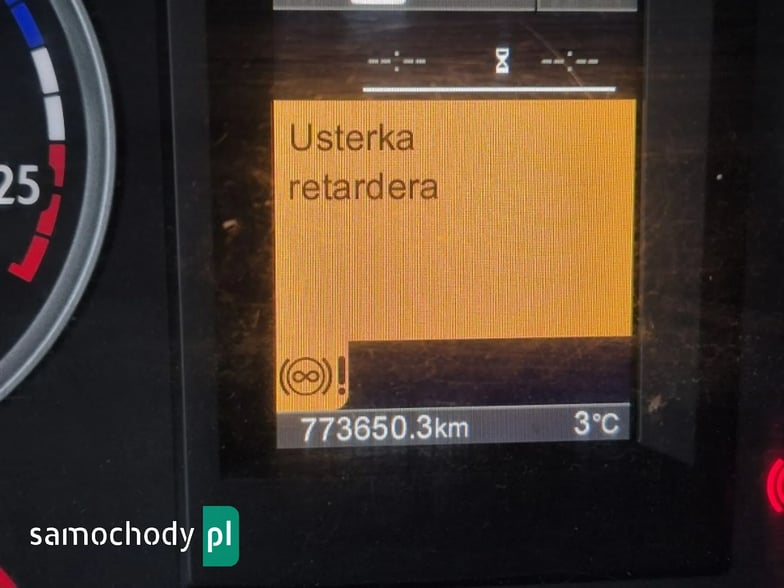 --:-- --:--
25
Usterka
retardera
!
773650.3km 3°C
samochody pl